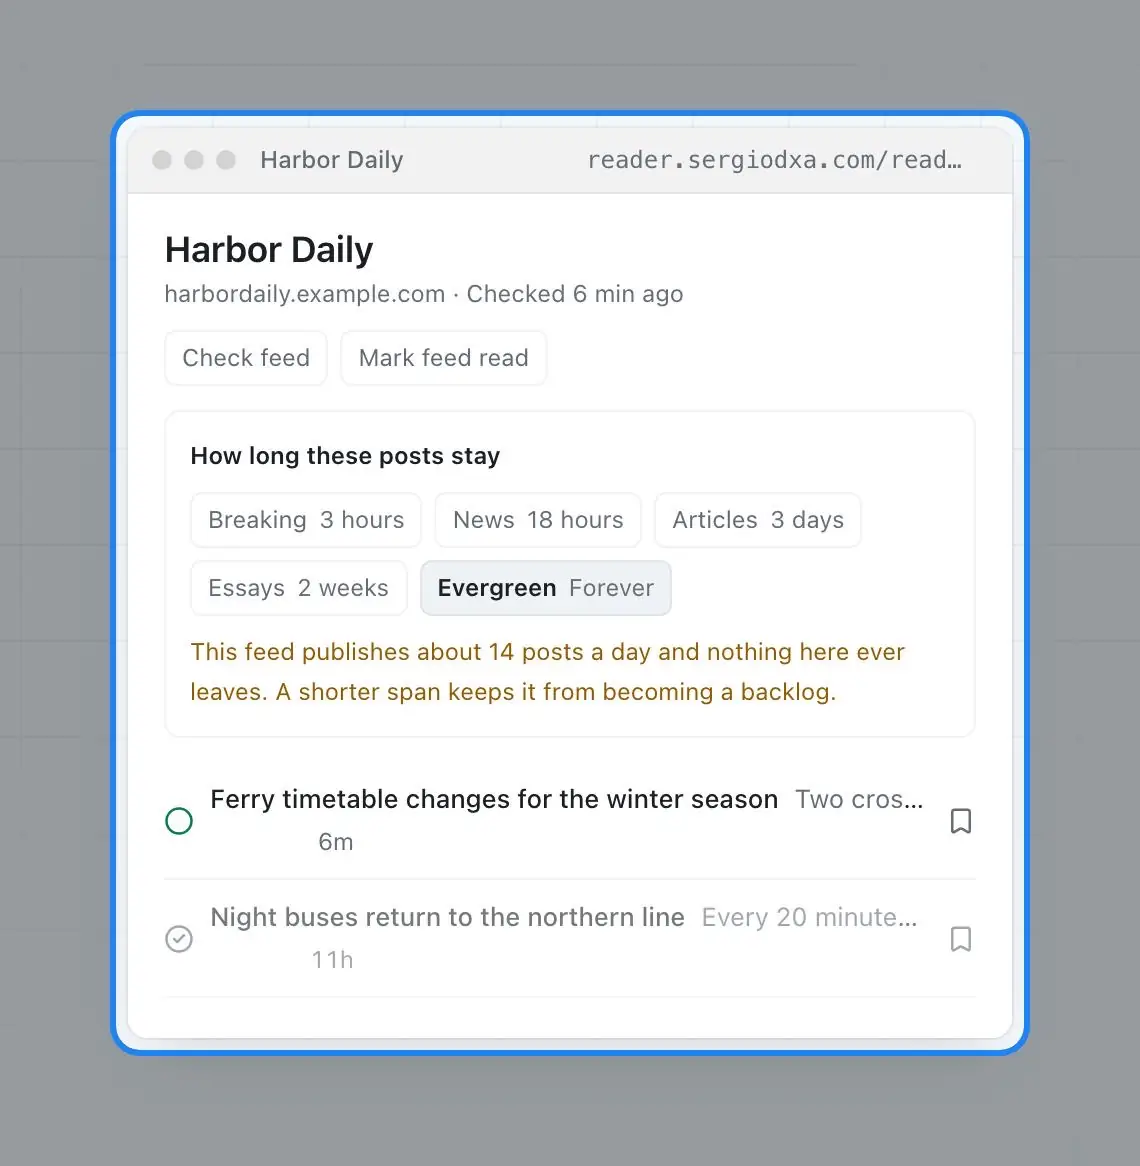 Harbor Daily reader.sergiodxa.com/read…
Harbor Daily
harbordaily.example.com · Checked 6 min ago
Check feed Mark feed read
How long these posts stay
Breaking 3 hours News 18 hours Articles 3 days
Essays 2 weeks Evergreen Forever
This feed publishes about 14 posts a day and nothing here ever
leaves. A shorter span keeps it from becoming a backlog.
Ferry timetable changes for the winter season Two cros…
6m
Night buses return to the northern line Every 20 minute…
11h